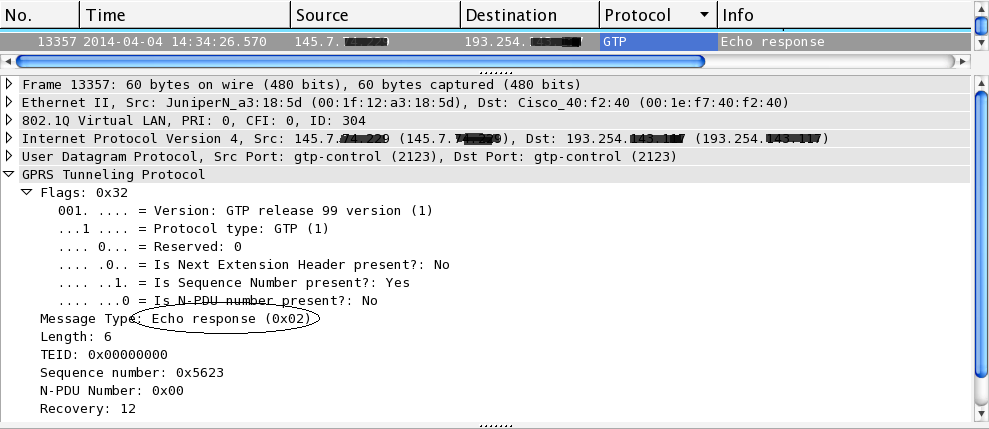 No. Time Source Destination Protocol Info
13357 2014-04-04 14:34:26.570 145.7. 193.254. GTP Echo response
Frame 13357: 60 bytes on wire (480 bits), 60 bytes captured (480 bits)
Ethernet II, Src: JuniperN_a3:18:5d (00:1f:12:a3:18:5d), Dst: Cisco_40:f2:40 (00:1e:f7:40:f2:40)
802.1Q Virtual LAN, PRI: 0, CFI: 0, ID: 304
Internet Protocol Version 4, Src: 145.7. (145.7. ), Dst: 193.254. (193.254. )
User Datagram Protocol, Src Port: gtp-control (2123), Dst Port: gtp-control (2123)
GPRS Tunneling Protocol
Flags: 0x32
001. .... = Version: GTP release 99 version (1)
...1 .... = Protocol type: GTP (1)
.... 0... = Reserved: 0
.... .0.. = Is Next Extension Header present?: No
.... ..1. = Is Sequence Number present?: Yes
.... ...0 = Is N-PDU number present?: No
Message Type: Echo response (0x02)
Length: 6
TEID: 0x00000000
Sequence number: 0x5623
N-PDU Number: 0x00
Recovery: 12